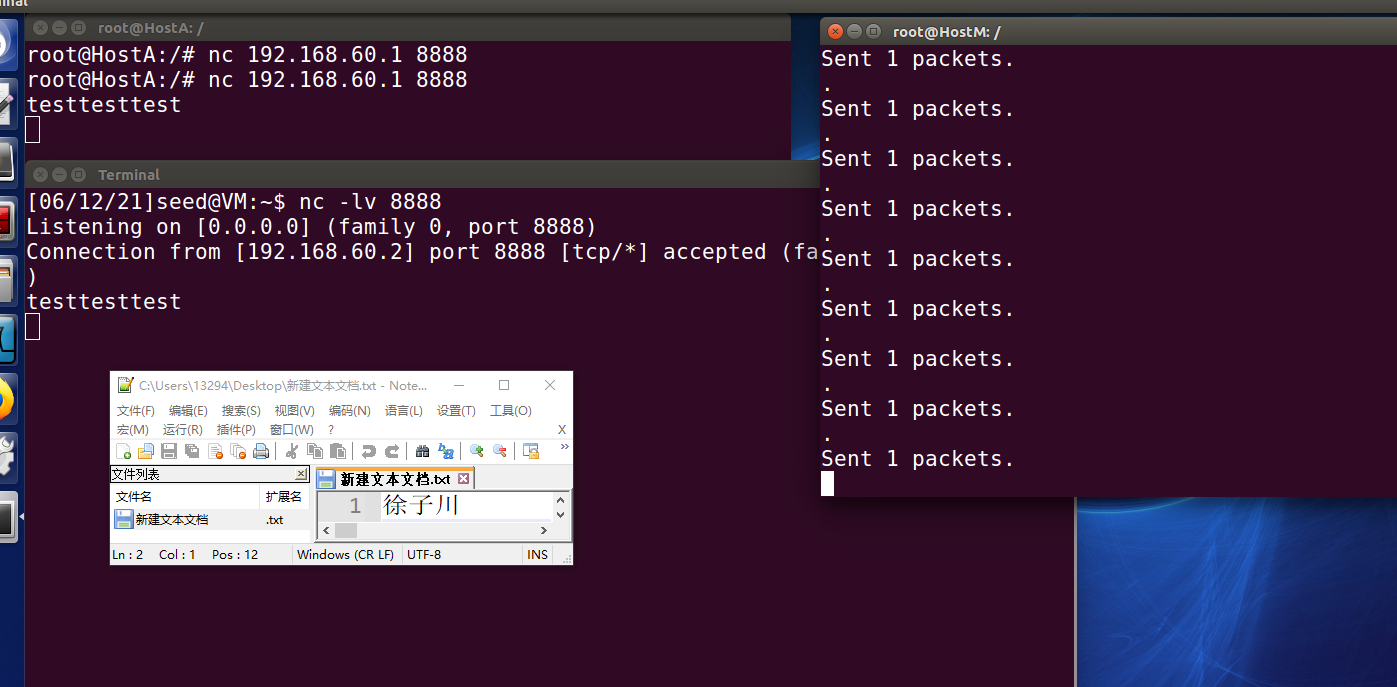 root@HostA: /
root@HostA:/# nc 192.168.60.1 8888
root@HostA:/# nc 192.168.60.1 8888
testtesttest
Terminal
[06/12/21]seed@VM:~$ nc -lv 8888
Listening on [0.0.0.0] (family 0, port 8888)
Connection from [192.168.60.2] port 8888 [tcp/*] accepted (fa
)
testtesttest
C:\Users\13294\Desktop\新建文本文档.txt - Note...
文件(F) 编辑(E) 搜索(S) 视图(V) 编码(N) 语言(L) 设置(T) 工具(O)
宏(M) 运行(R) 插件(P) 窗口(W) ? X
文件列表
文件名 扩展名
新建文本文档 .txt
新建文本文档.txt
1 徐子川
Ln : 2 Col : 1 Pos : 12 Windows (CR LF) UTF-8 INS
root@HostM: /
Sent 1 packets.
.
Sent 1 packets.
.
Sent 1 packets.
.
Sent 1 packets.
.
Sent 1 packets.
.
Sent 1 packets.
.
Sent 1 packets.
.
Sent 1 packets.
.
Sent 1 packets.